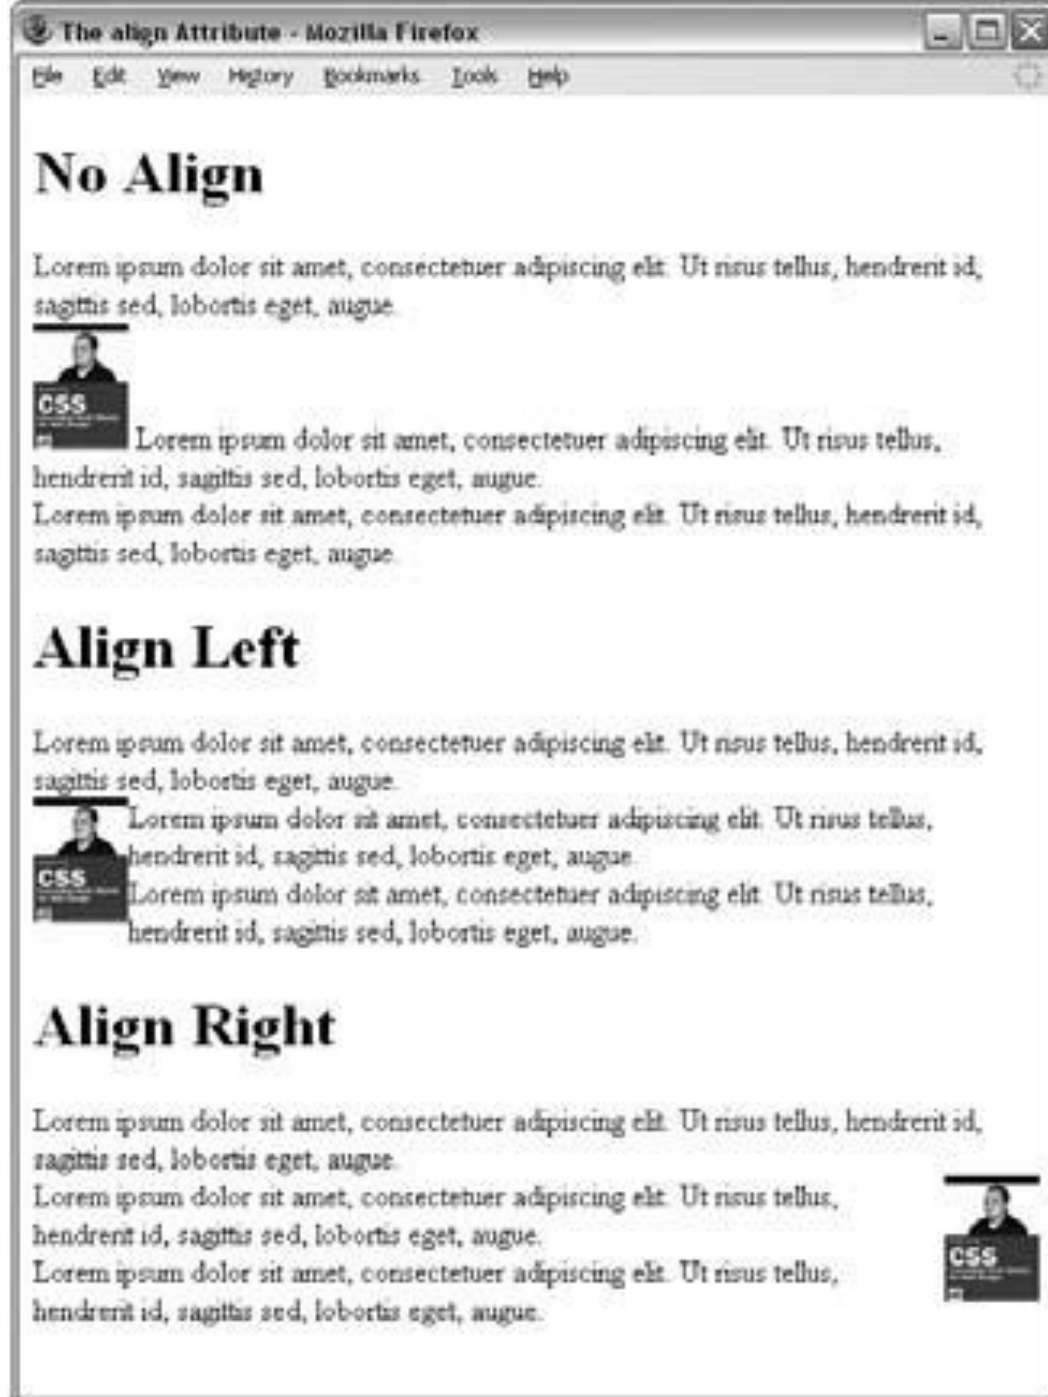 The align Attribute - Mozilla Firefox
File Edit View History Bookmarks Tools Help
No Align
Lorem ipsum dolor sit amet, consectetuer adipiscing elit. Ut risus tellus, hendrerit id,
sagittis sed, lobortis eget, augue.
CSS
Lorem ipsum dolor sit amet, consectetuer adipiscing elit. Ut risus tellus,
hendrerit id, sagittis sed, lobortis eget, augue.
Lorem ipsum dolor sit amet, consectetuer adipiscing elit. Ut risus tellus, hendrerit id,
sagittis sed, lobortis eget, augue.
Align Left
Lorem ipsum dolor sit amet, consectetuer adipiscing elit. Ut risus tellus, hendrerit id,
sagittis sed, lobortis eget, augue.
Lorem ipsum dolor sit amet, consectetuer adipiscing elit. Ut risus tellus,
hendrerit id, sagittis sed, lobortis eget, augue.
CSS
Lorem ipsum dolor sit amet, consectetuer adipiscing elit. Ut risus tellus,
hendrerit id, sagittis sed, lobortis eget, augue.
Align Right
Lorem ipsum dolor sit amet, consectetuer adipiscing elit. Ut risus tellus, hendrerit id,
sagittis sed, lobortis eget, augue.
Lorem ipsum dolor sit amet, consectetuer adipiscing elit. Ut risus tellus,
hendrerit id, sagittis sed, lobortis eget, augue.
CSS
Lorem ipsum dolor sit amet, consectetuer adipiscing elit. Ut risus tellus,
hendrerit id, sagittis sed, lobortis eget, augue.